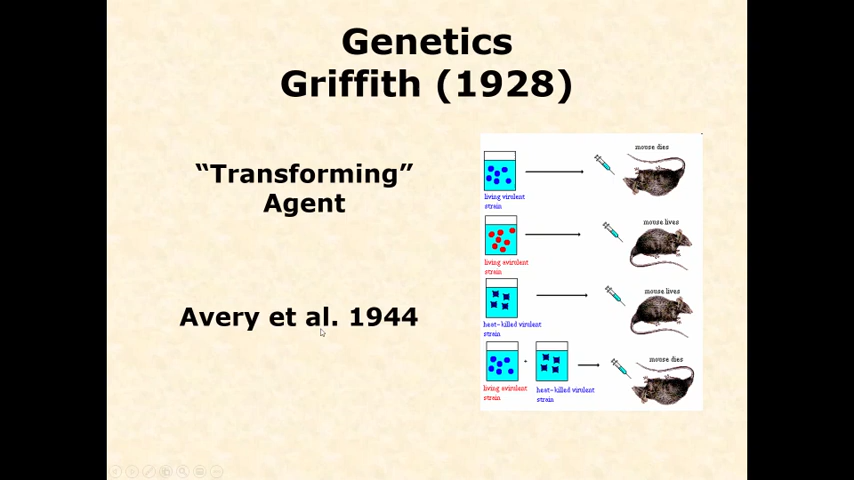 Genetics
Griffith (1928)
“Transforming”
Agent
Avery et al. 1944
mouse dies
living virulent
strain
mouse lives
living avirulent
strain
mouse lives
heat-killed virulent
strain
mouse dies
+
living avirulent
strain
heat-killed virulent
strain